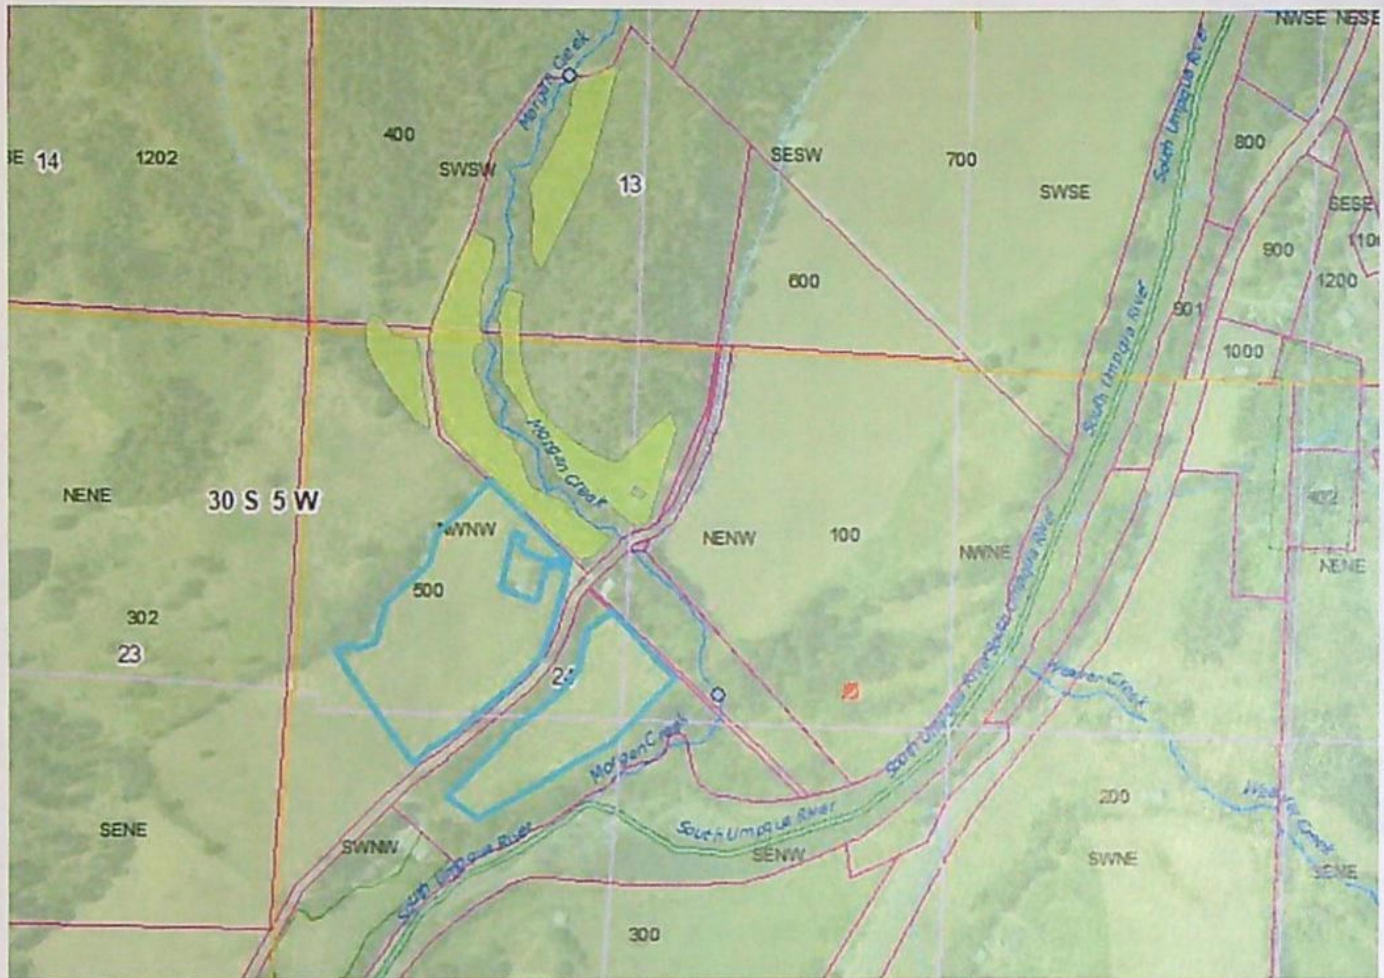 NWSE NESE
Morgan Creek
South Umpqua River
400
800
SE 14 1202
SWSW
SESW
700
13
SWSE
SESE
900
1200
600
South Umpqua River
1000
Morgan Creek
NENE
30 S 5 W
NWNW
NENW
100
NWNE
NENE
500
302
23
24
Weaver Creek
South Umpqua River
Morgan Creek
200
Weaver Creek
SENE
South Umpqua River
SWNW
South Umpqua River
SENW
SWNE
SENE
300